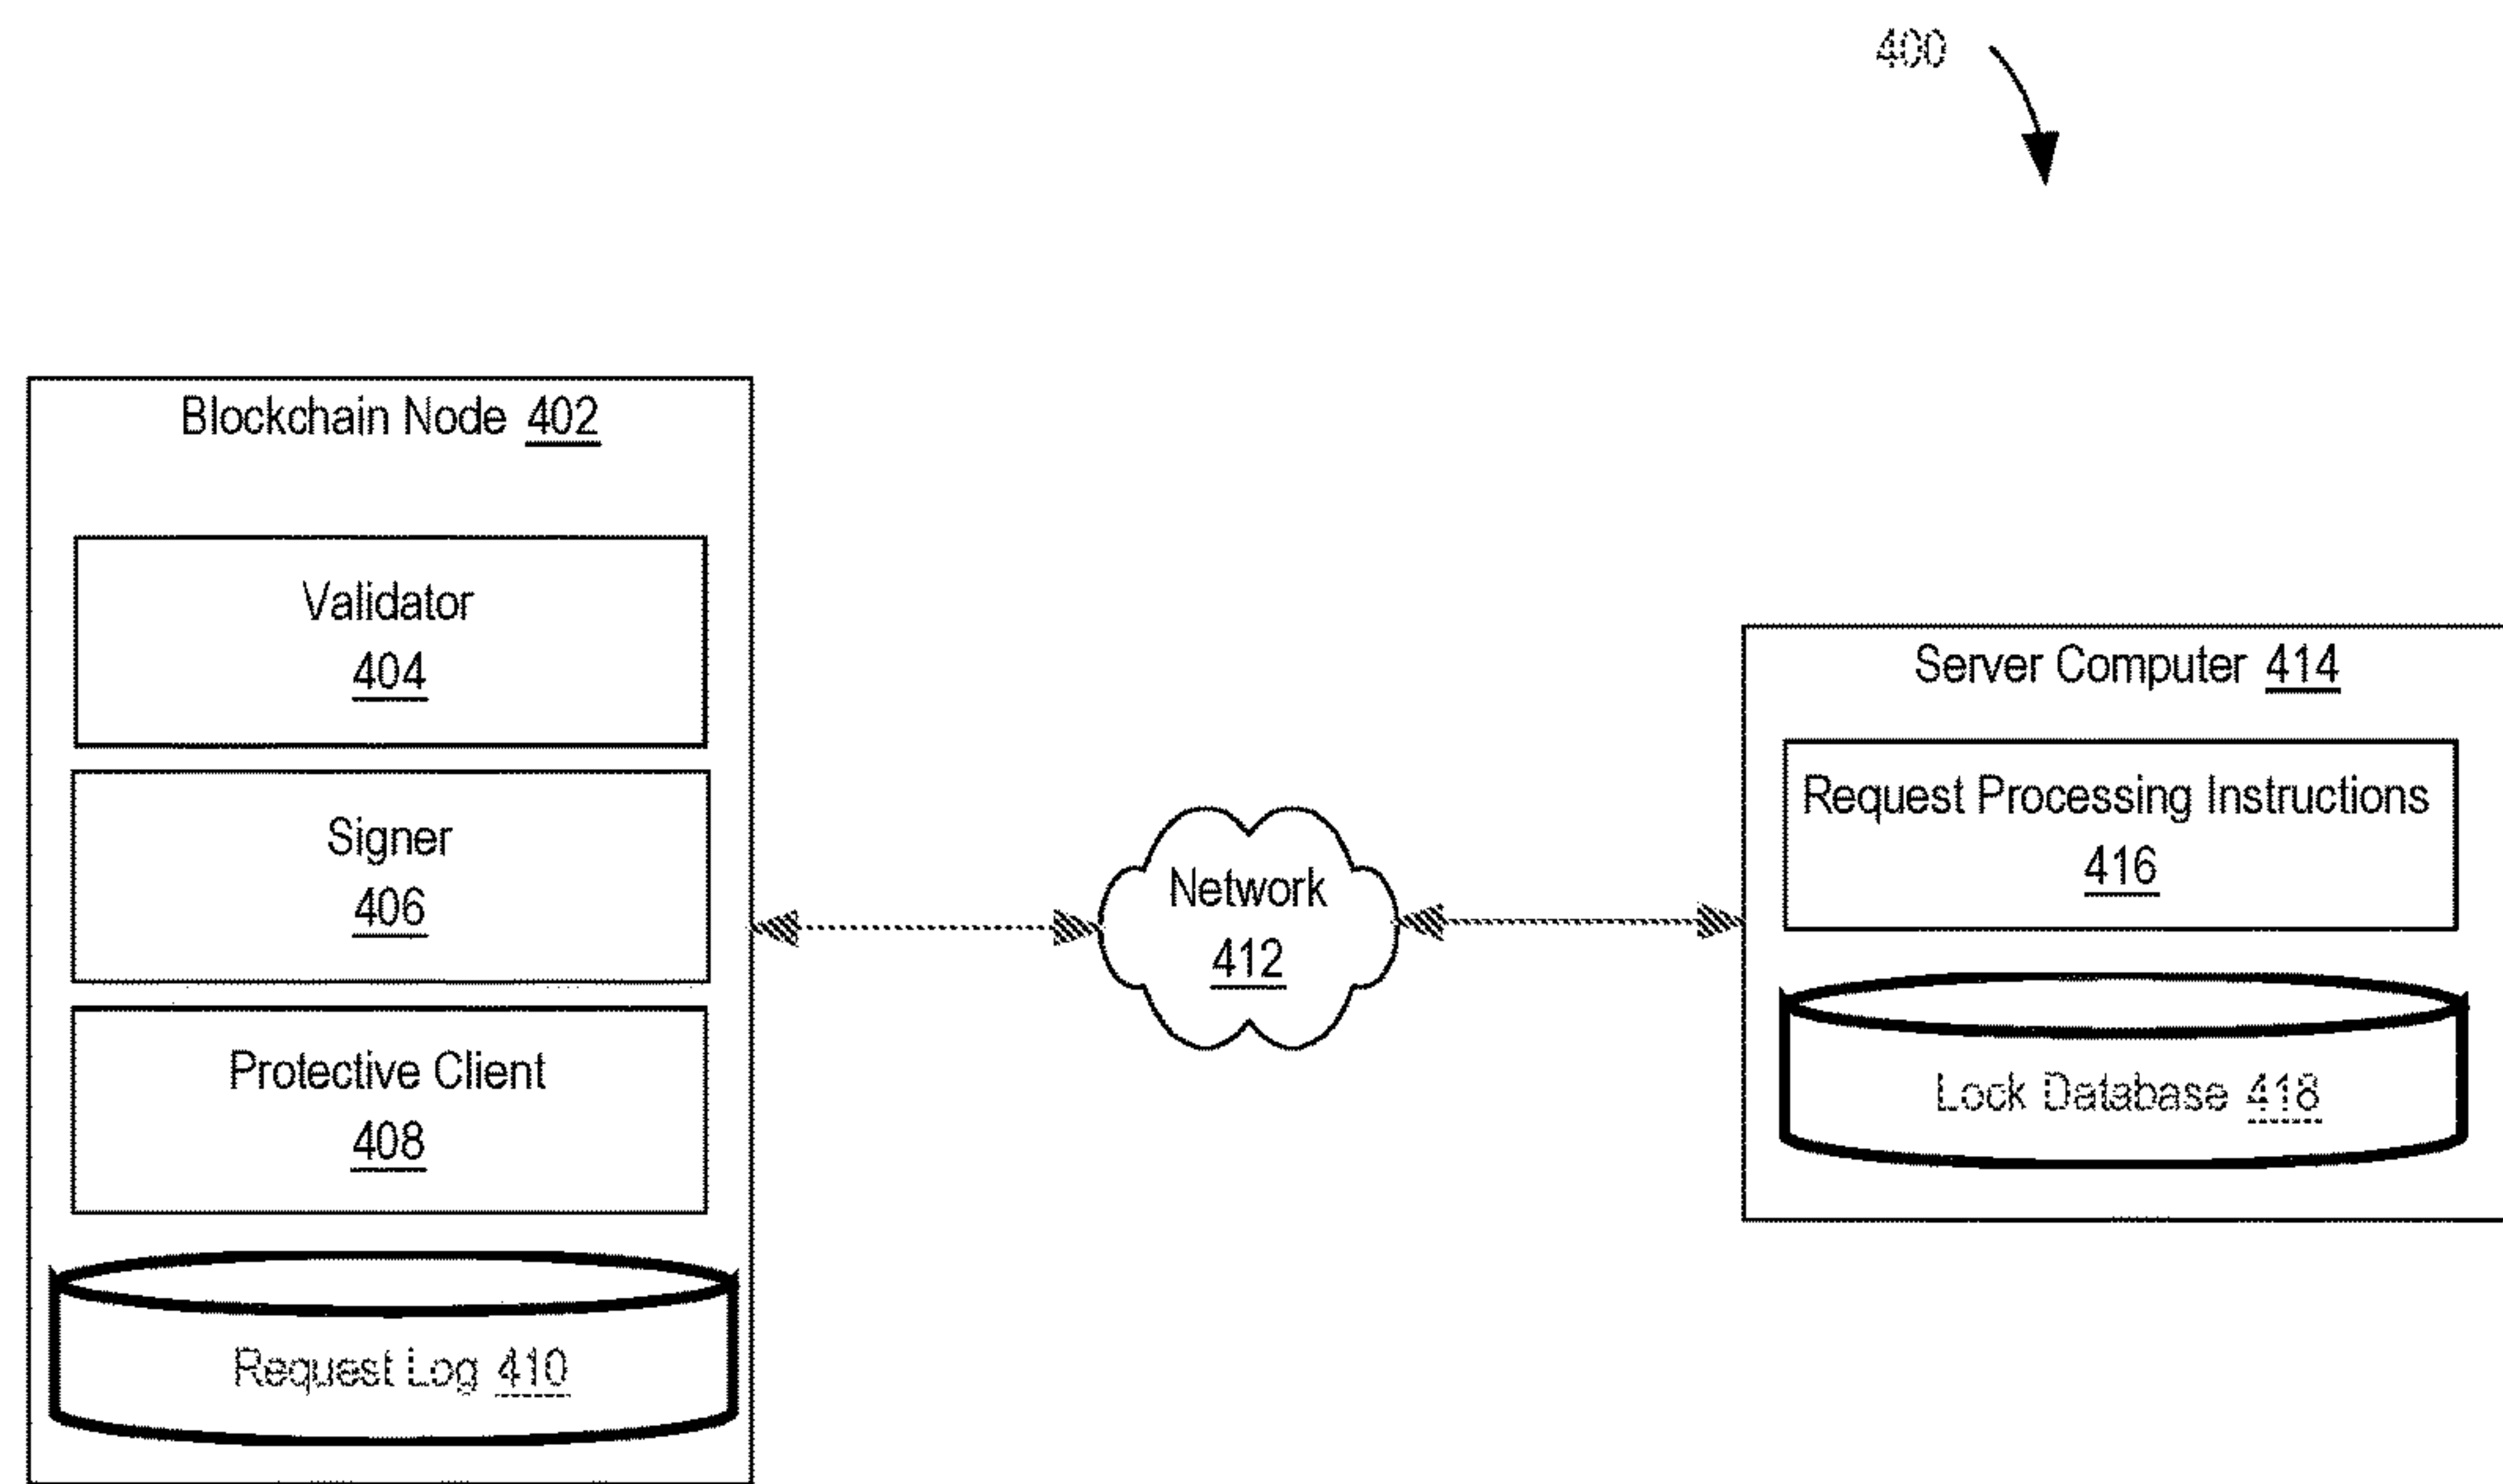 400
Blockchain Node 402
Validator
404
Signer
406
Protective Client
408
Request Log 410
Network
412
Server Computer 414
Request Processing Instructions
416
Lock Database 418